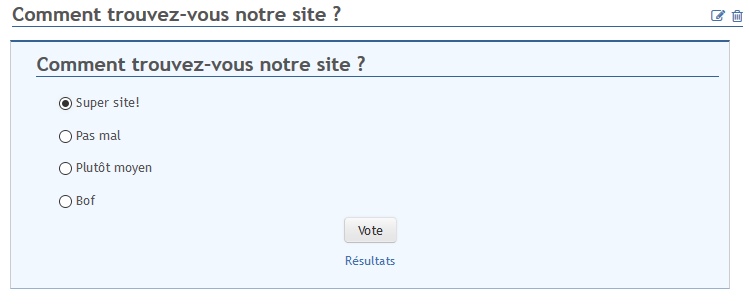 Comment trouvez-vous notre site ?
Comment trouvez-vous notre site ?
Super site!
Pas mal
Plutôt moyen
Bof
Vote
Résultats